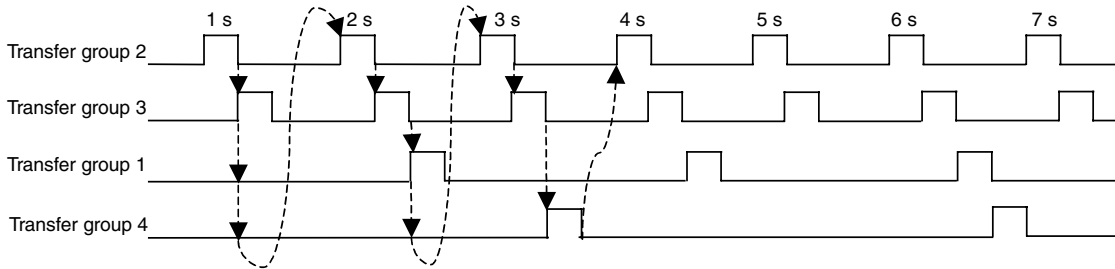 1 s 2 s 3 s 4 s 5 s 6 s 7 s
Transfer group 2
Transfer group 3
Transfer group 1
Transfer group 4